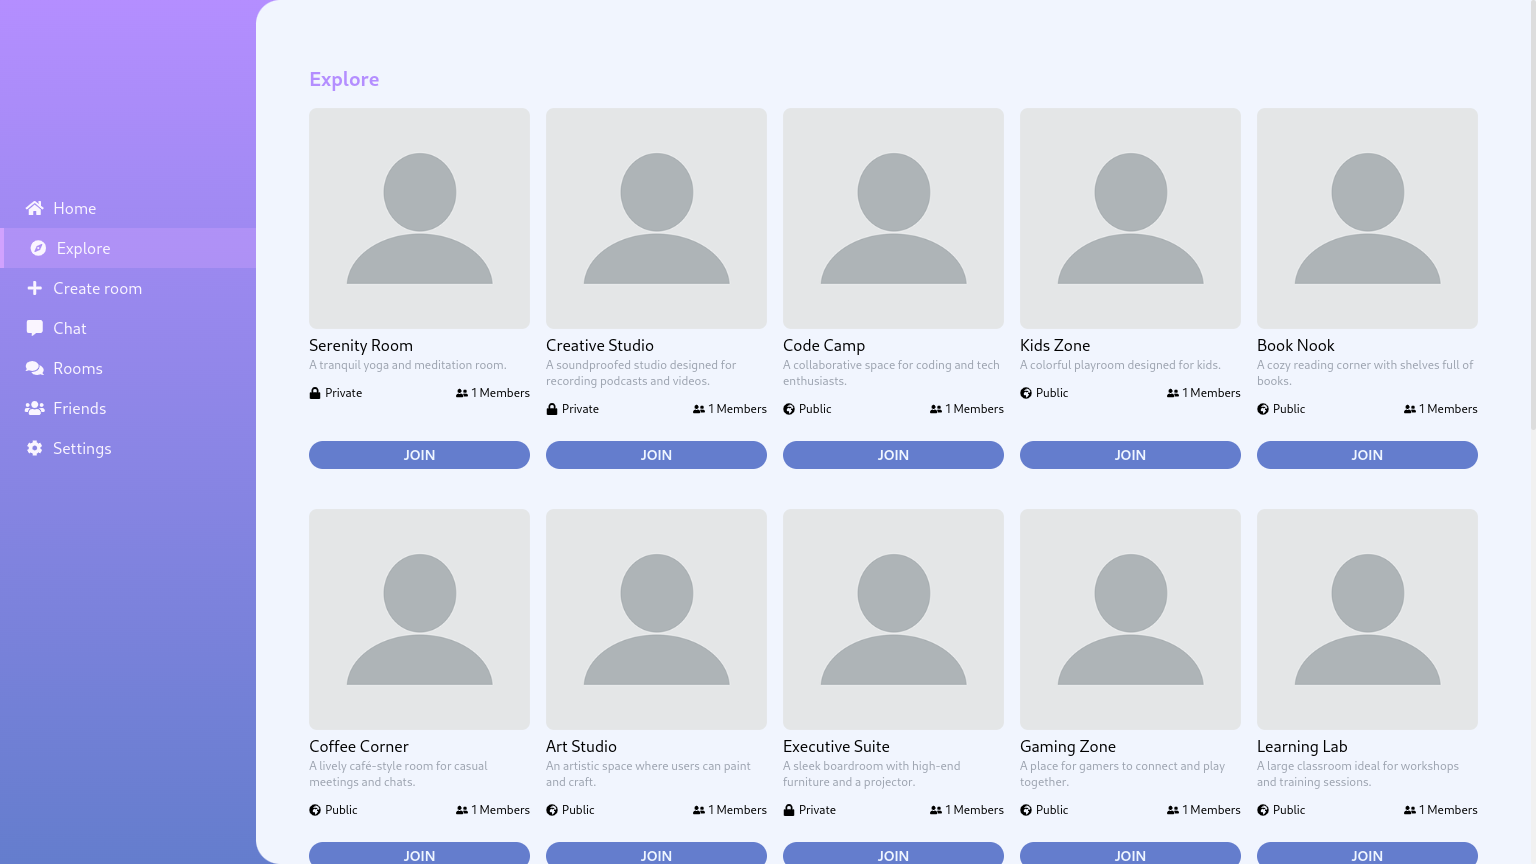 Home
Explore
Create room
Chat
Rooms
Friends
Settings
Explore
Serenity Room
A tranquil yoga and meditation room.
Private
1 Members
JOIN
Creative Studio
A soundproofed studio designed for
recording podcasts and videos.
Private
1 Members
JOIN
Code Camp
A collaborative space for coding and tech
enthusiasts.
Public
1 Members
JOIN
Kids Zone
A colorful playroom designed for kids.
Public
1 Members
JOIN
Book Nook
A cozy reading corner with shelves full of
books.
Public
1 Members
JOIN
Coffee Corner
A lively café-style room for casual
meetings and chats.
Public
1 Members
JOIN
Art Studio
An artistic space where users can paint
and craft.
Public
1 Members
JOIN
Executive Suite
A sleek boardroom with high-end
furniture and a projector.
Private
1 Members
JOIN
Gaming Zone
A place for gamers to connect and play
together.
Public
1 Members
JOIN
Learning Lab
A large classroom ideal for workshops
and training sessions.
Public
1 Members
JOIN